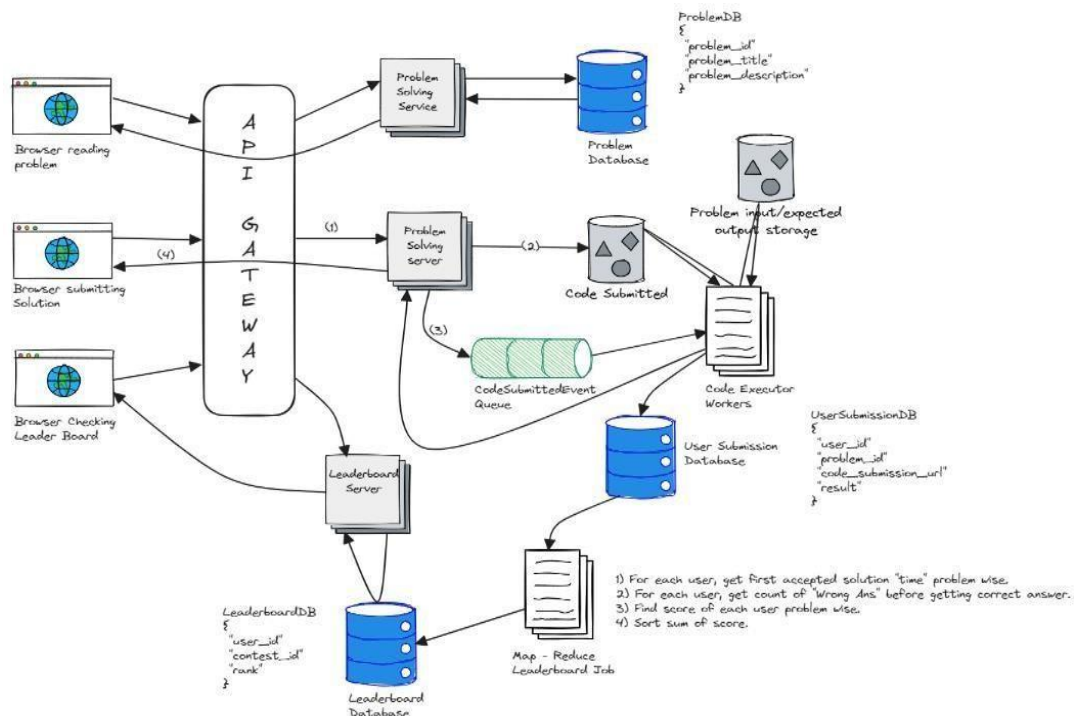 ProblemDB
{
"problem_id"
"problem_title"
"problem_description"
}
Problem
Solving
Service
API GATEWAY
Browser reading
problem
Problem
Database
Problem input/expected
output storage
(1)
Problem
Solving
server
(2)
(4)
Browser submitting
Solution
Code Submitted
(3)
CodeSubmittedEvent
Queue
Code Executor
Workers
Browser Checking
Leader Board
UserSubmissionDB
{
"user_id"
"problem_id"
"code_submission_url"
"result"
}
User Submission
Database
Leaderboard
Server
1) For each user, get first accepted solution "time" problem wise.
2) For each user, get count of "Wrong Ans" before getting correct answer.
3) Find score of each user problem wise.
4) Sort sum of score.
LeaderboardDB
{
"user_id"
"contest_id"
"rank"
}
Map - Reduce
Leaderboard Job
Leaderboard
Database